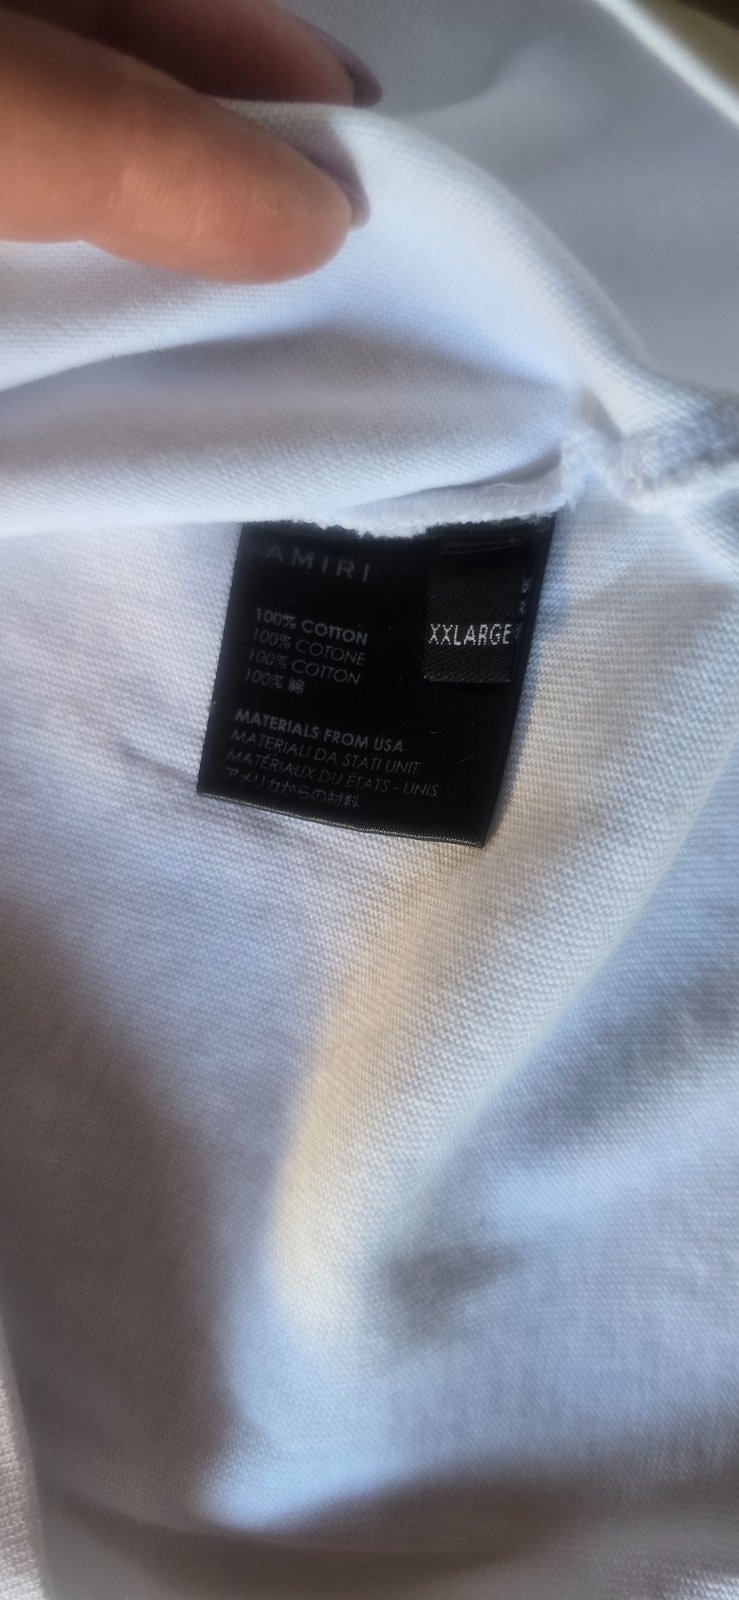 AMIRI
100% COTTON
100% COTONE
100% COTTON
100% 綿
XXLARGE
MATERIALS FROM USA
MATERIALI DA STATI UNIT
MATÉRIAUX DU ÉTATS - UNIS
アメリカからの材料